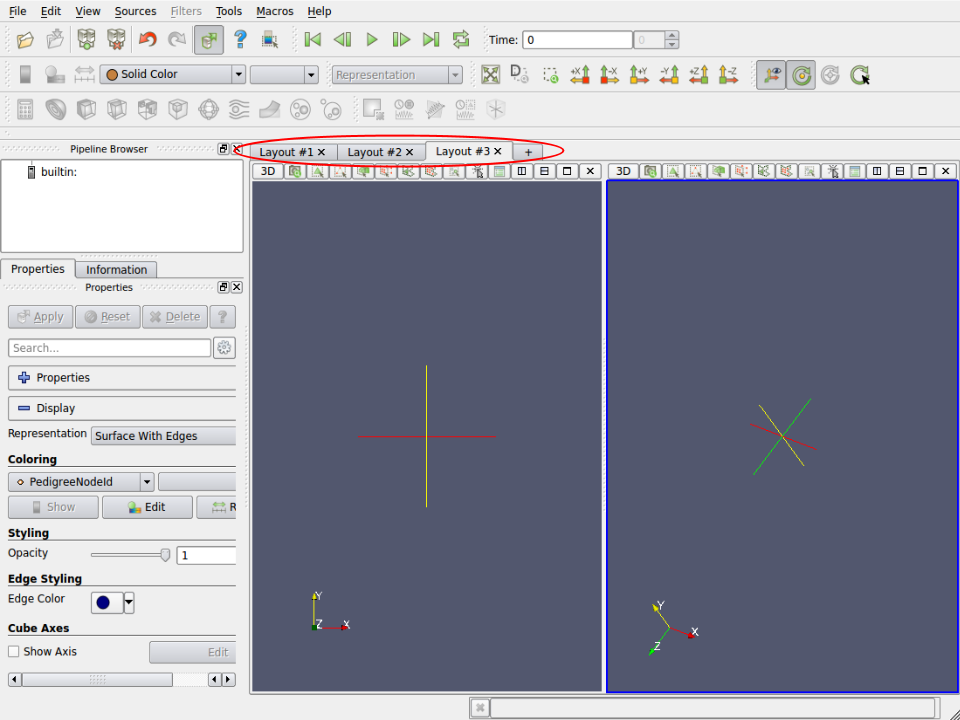 File Edit View Sources Filters Tools Macros Help
Time: 0 0
Solid Color Representation
+X -X +Y -Y +Z -Z
Pipeline Browser
Layout #1 Layout #2 Layout #3 +
builtin:
3D 3D
Properties Information
Properties
Apply Reset Delete ?
Search...
Properties
Display
Representation Surface With Edges
Coloring
PedigreeNodeId
Show Edit R
Styling
Opacity 1
Edge Styling
Edge Color
Cube Axes
Show Axis Edit
Y Z X
Y X Z